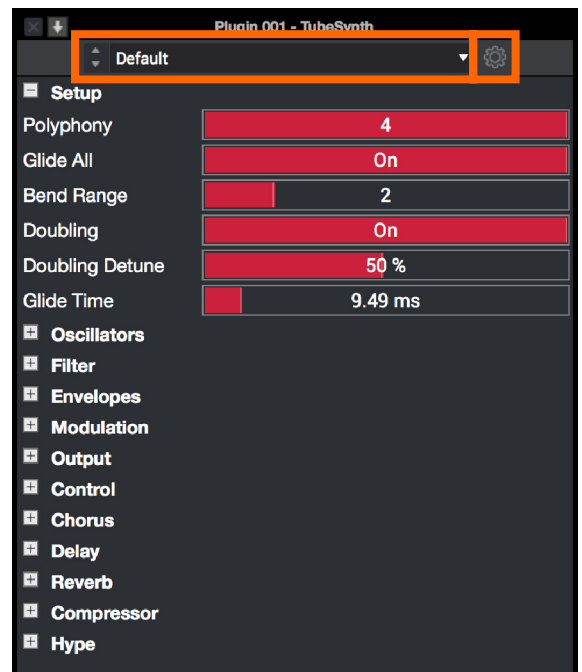 Plugin 001 - TubeSynth
Default
Setup
Polyphony 4
Glide All On
Bend Range 2
Doubling On
Doubling Detune 50 %
Glide Time 9.49 ms
Oscillators
Filter
Envelopes
Modulation
Output
Control
Chorus
Delay
Reverb
Compressor
Hype